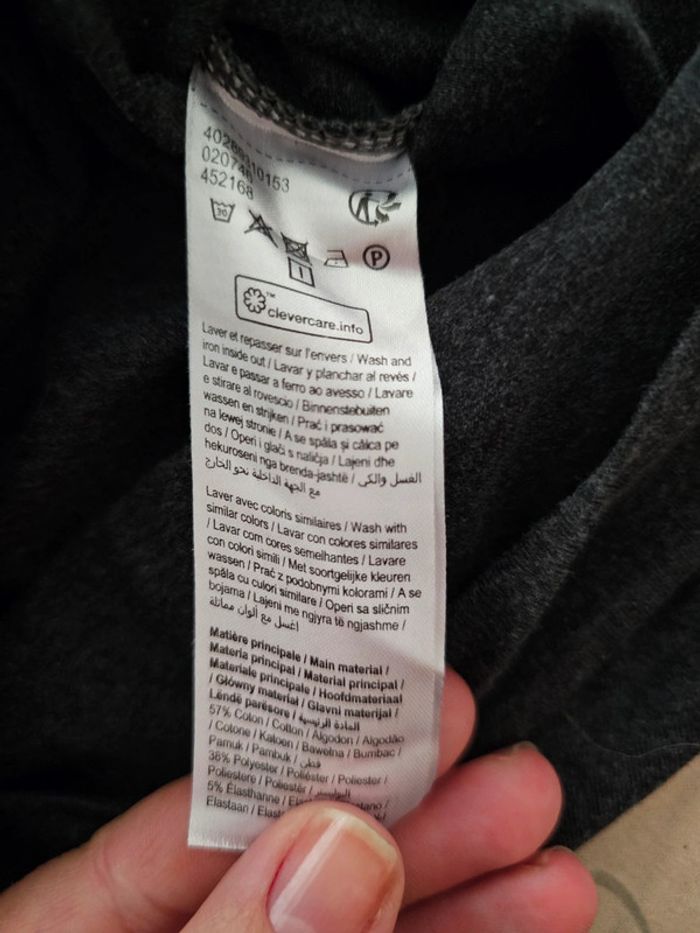 020746
452168
30
P
clevercare.info
Laver et repasser sur l'envers / Wash and
iron inside out / Lavar y planchar al revés /
Lavar e passar a ferro ao avesso / Lavare
e stirare al rovescio / Binnenstebuiten
wassen en strijken / Prać i prasować
na lewej stronie / A se spăla și călca pe
dos / Operi i glači s naličja / Lajeni dhe
hekuroseni nga brenda-jashtë / الغسل والكي
مع الجهة الداخلية نحو الخارج
Laver avec coloris similaires / Wash with
similar colors / Lavar con colores similares
/ Lavar com cores semelhantes / Lavare
con colori simili / Met soortgelijke kleuren
wassen / Prać z podobnymi kolorami / A se
spăla cu culori similare / Operi sa sličnim
bojama / Lajeni me ngjyra të ngjashme /
اغسل مع ألوان مماثلة
Matière principale / Main material /
Materia principal / Material principal /
Materiale principale / Hoofdmateriaal
/ Główny materiał / Glavni materijal /
Lëndë parësore / المادة الرئيسية
57% Coton / Cotton / Algodon / Algodão
/ Cotone / Katoen / Bawełna / Bumbac /
Pamuk / Pambuk / قطن
38% Polyester / Poliéster / Poliester /
Poliestere / Poliestër / البوليستر
5% Élasthanne /
Elastaan /